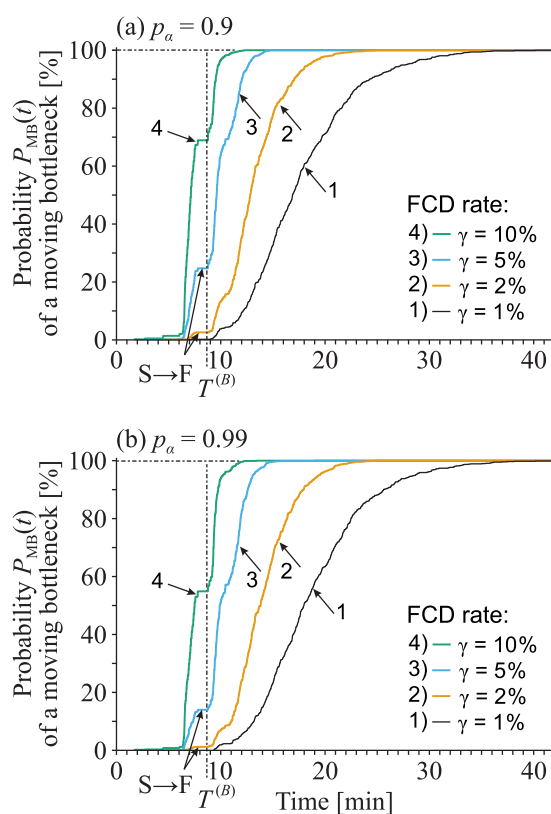 (a) pα = 0.9
Probability PMB(t)
of a moving bottleneck [%]
100
80
60
40
20
0
4
3
2
1
FCD rate:
4) γ = 10%
3) γ = 5%
2) γ = 2%
1) γ = 1%
0 10 20 30 40
S→F T(B)
(b) pα = 0.99
Probability PMB(t)
of a moving bottleneck [%]
100
80
60
40
20
0
4
3
2
1
FCD rate:
4) γ = 10%
3) γ = 5%
2) γ = 2%
1) γ = 1%
0 10 20 30 40
S→F T(B) Time [min]